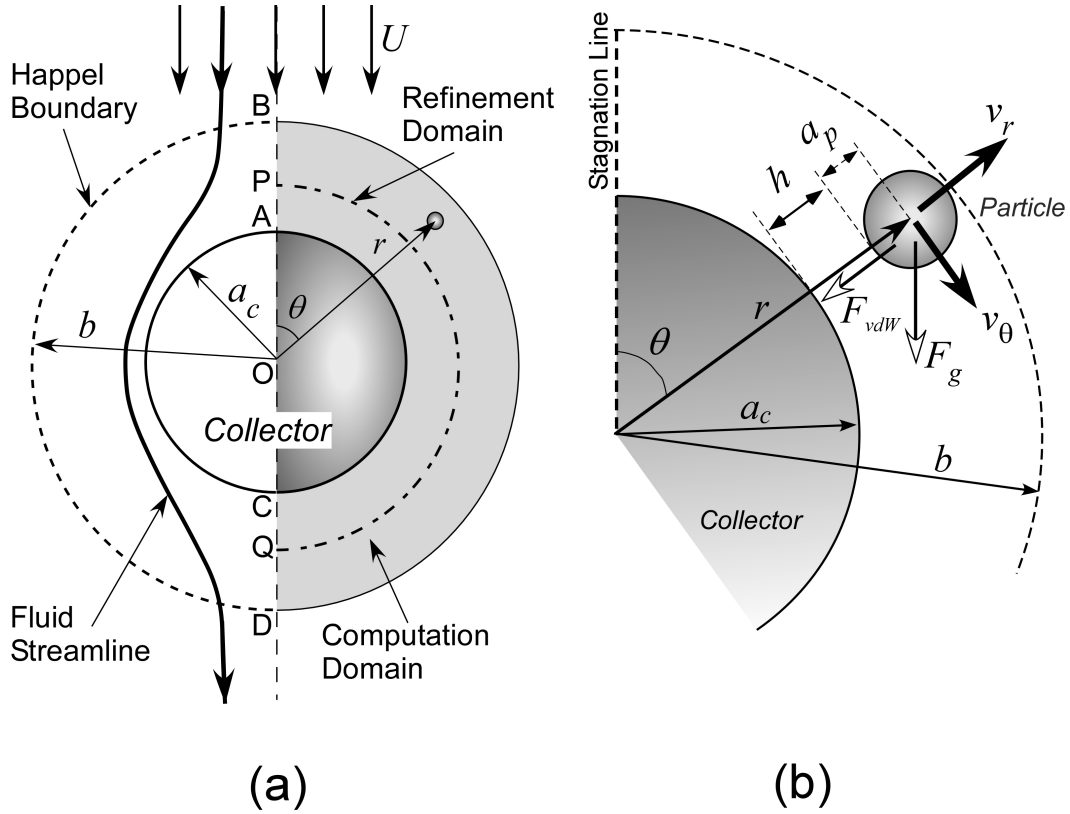 U
Happel
Boundary
Refinement
Domain
B
P
A
r
a_c
θ
b
O
Collector
C
Q
D
Fluid
Streamline
Computation
Domain
(a)
Stagnation Line
a_p
h
v_r
Particle
F_vdW
v_θ
F_g
r
θ
a_c
b
Collector
(b)